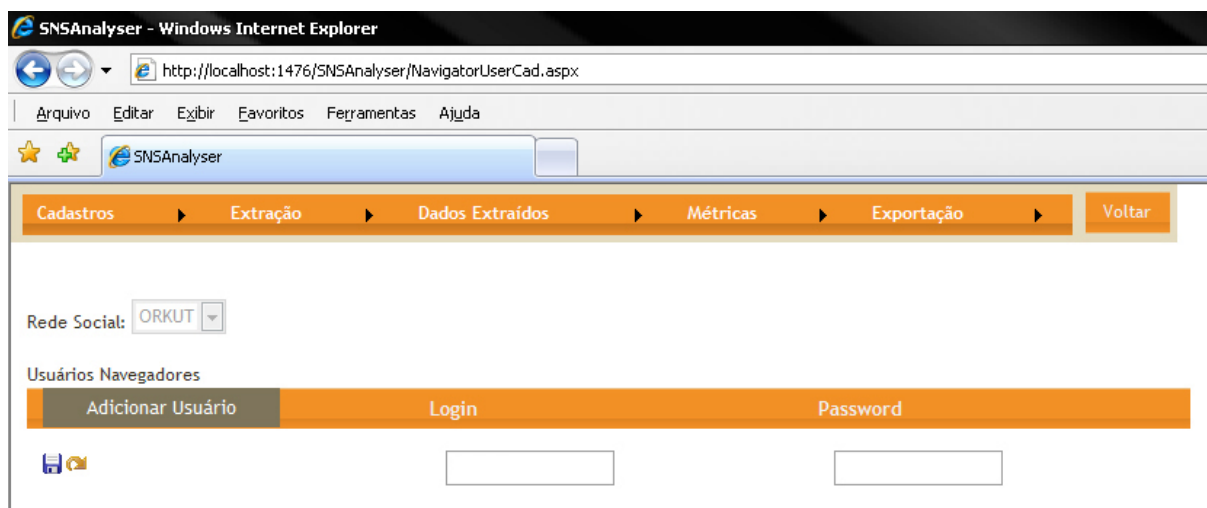 SNSAnalyser - Windows Internet Explorer
http://localhost:1476/SNSAnalyser/NavigatorUserCad.aspx
Arquivo Editar Exibir Favoritos Ferramentas Ajuda
SNSAnalyser
Cadastros Extração Dados Extraídos Métricas Exportação Voltar
Rede Social: ORKUT
Usuários Navegadores
Adicionar Usuário Login Password